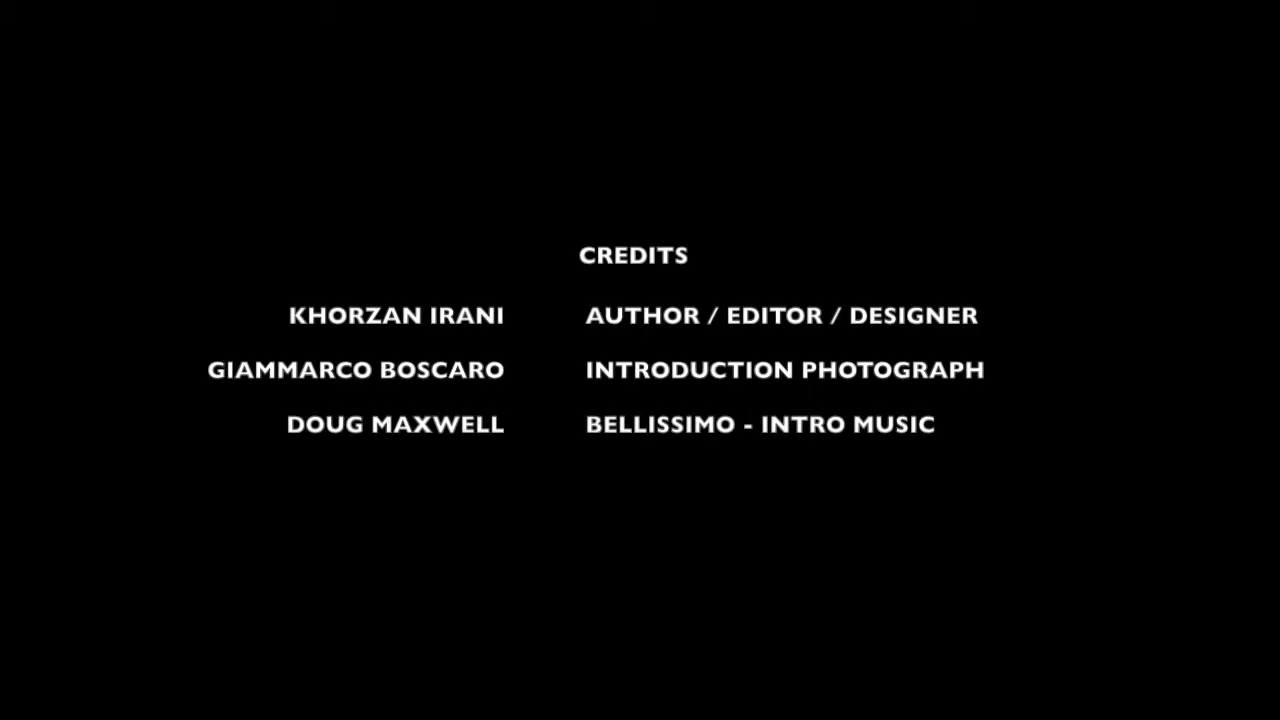 CREDITS
KHORZAN IRANI AUTHOR / EDITOR / DESIGNER
GIAMMARCO BOSCARO INTRODUCTION PHOTOGRAPH
DOUG MAXWELL BELLISSIMO - INTRO MUSIC